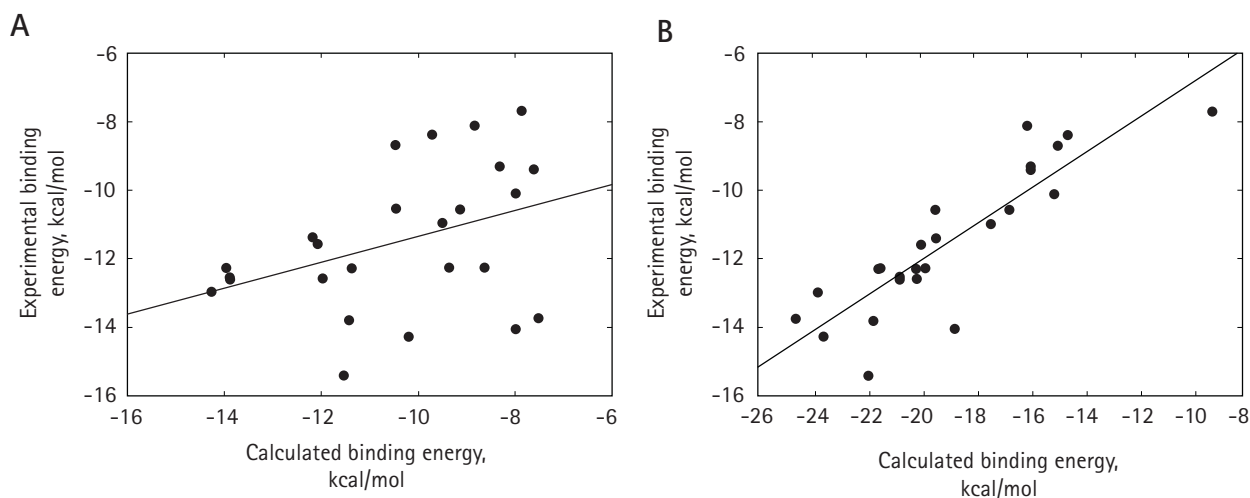 A
-6
-8
-10
-12
-14
-16
Experimental binding
energy, kcal/mol
-16 -14 -12 -10 -8 -6
Calculated binding energy,
kcal/mol
B
-6
-8
-10
-12
-14
-16
Experimental binding
energy, kcal/mol
-26 -24 -22 -20 -18 -16 -14 -12 -10 -8
Calculated binding energy,
kcal/mol